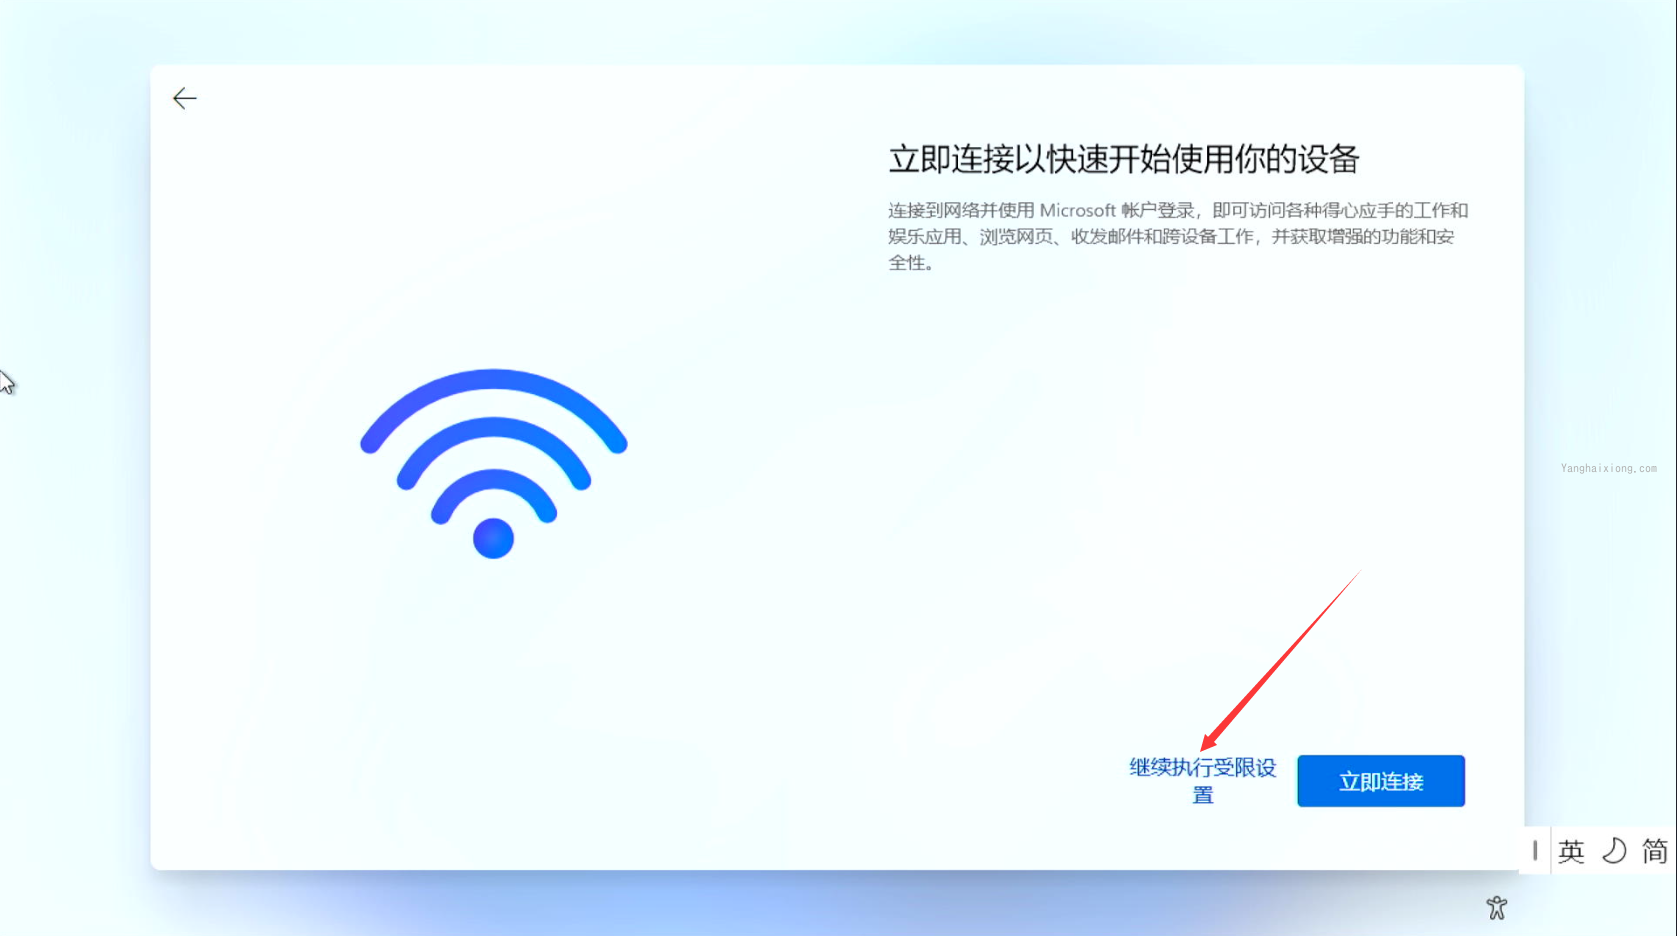 立即连接以快速开始使用你的设备
连接到网络并使用 Microsoft 帐户登录，即可访问各种得心应手的工作和
娱乐应用、浏览网页、收发邮件和跨设备工作，并获取增强的功能和安
全性。
Yanghaixiong.com
继续执行受限设
置
立即连接
英 简